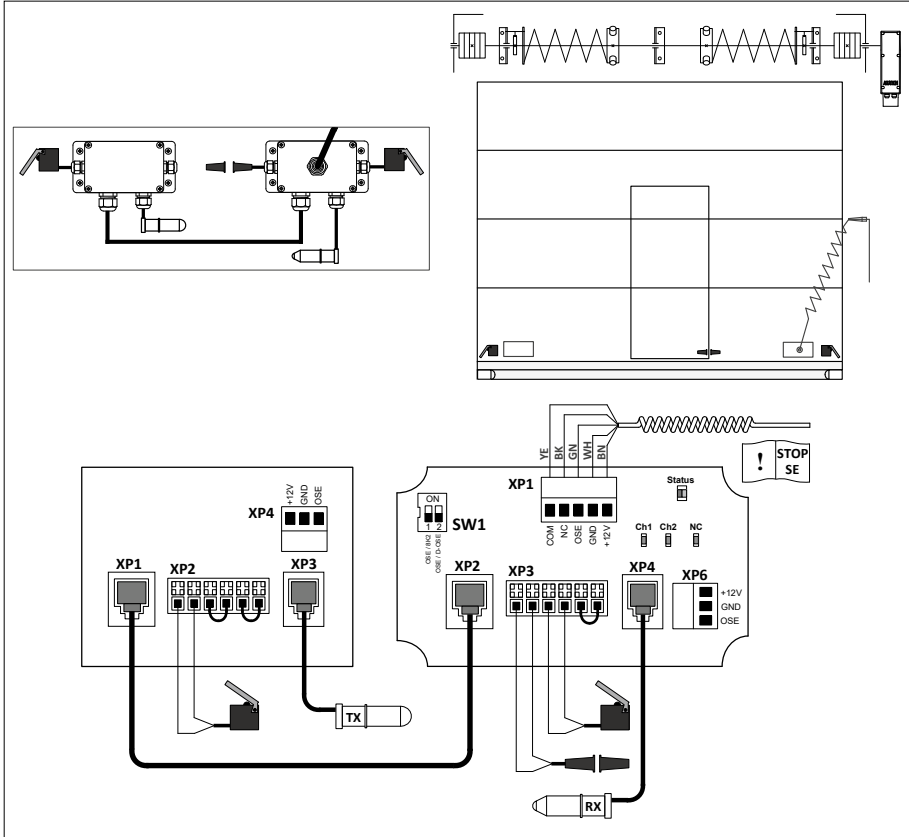 YE BK GN WH BN
! STOP
SE
XP1
COM NC OSE GND +12V
Status
Ch1 Ch2 NC
ON
1 2
SW1
OSE / 8K2
OSE / D-OSE
XP4
+12V GND OSE
XP1 XP2 XP3
XP2 XP3 XP4 XP6
+12V
GND
OSE
TX
RX